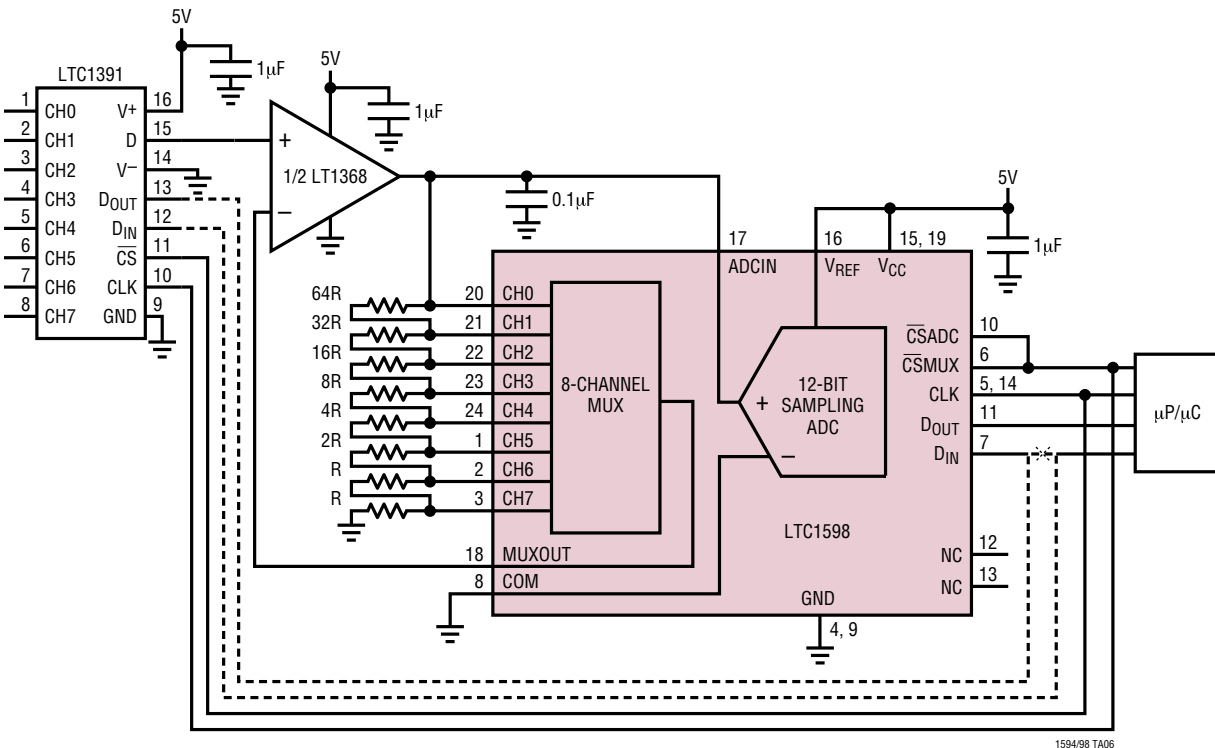 5V
1µF
LTC1391
1 CH0 V+ 16
2 CH1 D 15
3 CH2 V− 14
4 CH3 DOUT 13
5 CH4 DIN 12
6 CH5 CS 11
7 CH6 CLK 10
8 CH7 GND 9
5V
1µF
+
1/2 LT1368
−
0.1µF
5V
1µF
17
ADCIN
16
VREF
15, 19
VCC
64R 20 CH0
32R 21 CH1
16R 22 CH2
8R 23 CH3
4R 24 CH4
2R 1 CH5
R 2 CH6
R 3 CH7
18 MUXOUT
8 COM
8-CHANNEL
MUX
+
12-BIT
SAMPLING
ADC
−
LTC1598
CSADC 10
CSMUX 6
CLK 5, 14
DOUT 11
DIN 7
NC 12
NC 13
GND
4, 9
µP/µC
1594/98 TA06